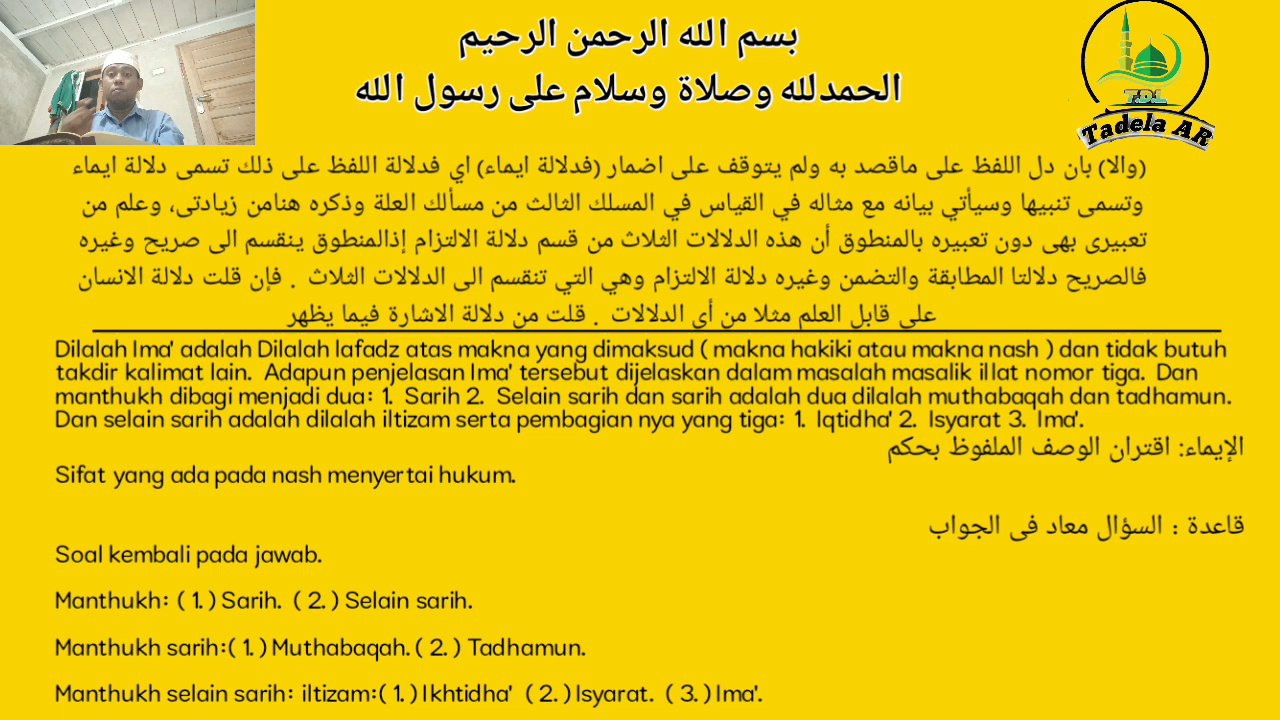 بسم الله الرحمن الرحيم
الحمدلله وصلاة وسلام على رسول الله
T.D.L
Tadela AR
(والا) بان دل اللفظ على ماقصد به ولم يتوقف على اضمار (فدلالة ايماء) اي فدلالة اللفظ على ذلك تسمى دلالة ايماء
وتسمى تنبيها وسيأتي بيانه مع مثاله في القياس في المسلك الثالث من مسألك العلة وذكره هنامن زيادتى، وعلم من
تعبيرى بهى دون تعبيره بالمنطوق أن هذه الدلالات الثلاث من قسم دلالة الالتزام إذالمنطوق ينقسم الى صريح وغيره
فالصريح دلالتا المطابقة والتضمن وغيره دلالة الالتزام وهي التي تنقسم الى الدلالات الثلاث . فإن قلت دلالة الانسان
على قابل العلم مثلا من أى الدلالات . قلت من دلالة الاشارة فيما يظهر
Dilalah Ima' adalah Dilalah lafadz atas makna yang dimaksud ( makna hakiki atau makna nash ) dan tidak butuh
takdir kalimat lain. Adapun penjelasan Ima' tersebut dijelaskan dalam masalah masalik illat nomor tiga. Dan
manthukh dibagi menjadi dua: 1. Sarih 2. Selain sarih dan sarih adalah dua dilalah muthabaqah dan tadhamun.
Dan selain sarih adalah dilalah iltizam serta pembagian nya yang tiga: 1. Iqtidha' 2. Isyarat 3. Ima'.
الإيماء: اقتران الوصف الملفوظ بحكم
Sifat yang ada pada nash menyertai hukum.
قاعدة : السؤال معاد فى الجواب
Soal kembali pada jawab.
Manthukh: ( 1. ) Sarih. ( 2. ) Selain sarih.
Manthukh sarih:( 1. ) Muthabaqah. ( 2. ) Tadhamun.
Manthukh selain sarih: iltizam:( 1. ) Ikhtidha' ( 2. ) Isyarat. ( 3. ) Ima'.